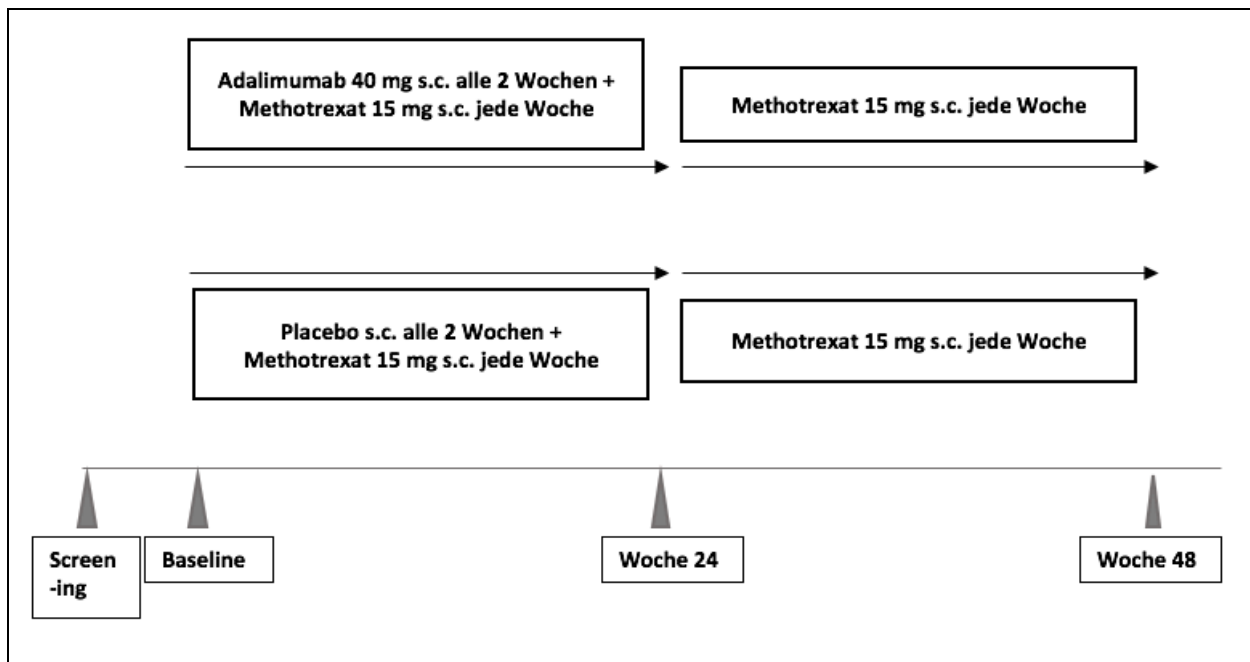 Adalimumab 40 mg s.c. alle 2 Wochen +
Methotrexat 15 mg s.c. jede Woche
Methotrexat 15 mg s.c. jede Woche
Placebo s.c. alle 2 Wochen +
Methotrexat 15 mg s.c. jede Woche
Methotrexat 15 mg s.c. jede Woche
Screen
-ing
Baseline
Woche 24
Woche 48